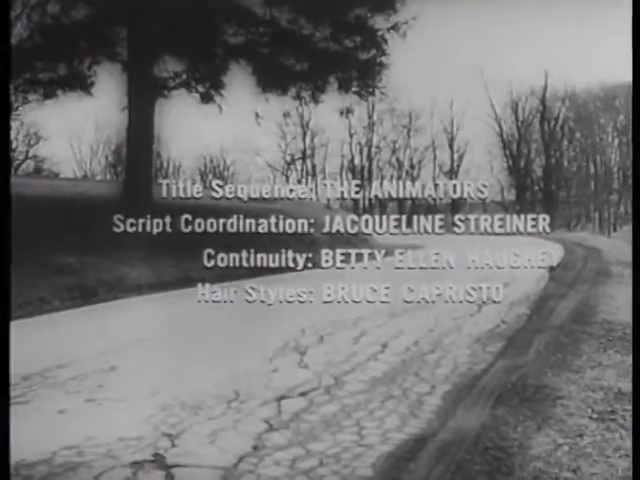 Title Sequence: THE ANIMATORS
Script Coordination: JACQUELINE STREINER
Continuity: BETTY ELLEN HAUGHEY
Hair Styles: BRUCE CAPRISTO